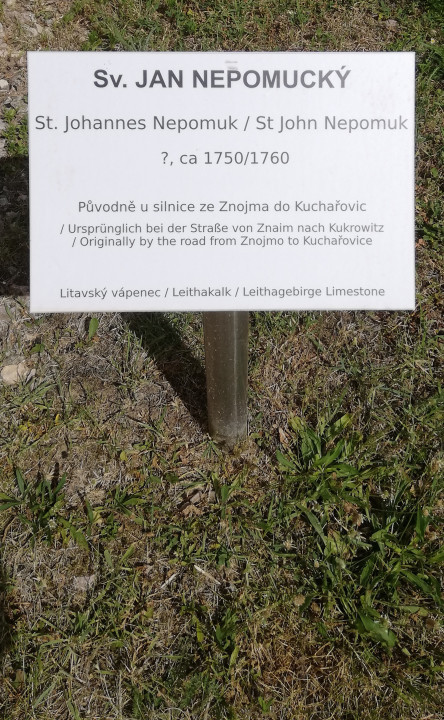 Sv. JAN NEPOMUCKÝ
St. Johannes Nepomuk / St John Nepomuk
?, ca 1750/1760
Původně u silnice ze Znojma do Kuchařovic
/ Ursprünglich bei der Straße von Znaim nach Kukrowitz
/ Originally by the road from Znojmo to Kuchařovice
Litavský vápenec / Leithakalk / Leithagebirge Limestone